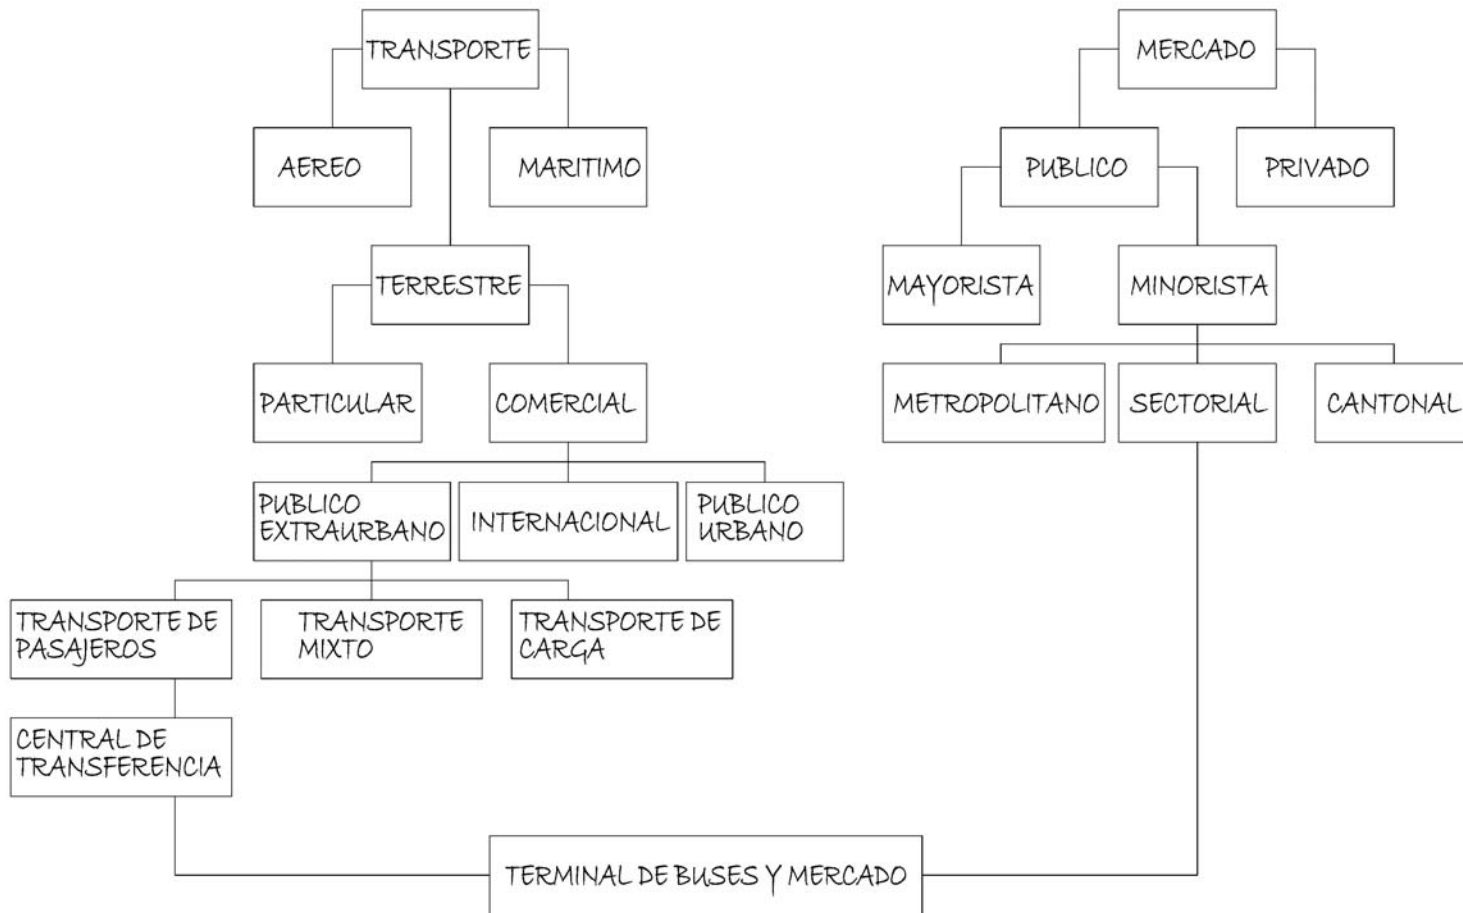 TRANSPORTE
MERCADO
AEREO
MARITIMO
PUBLICO
PRIVADO
TERRESTRE
MAYORISTA
MINORISTA
PARTICULAR
COMERCIAL
METROPOLITANO
SECTORIAL
CANTONAL
PUBLICO
EXTRAURBANO
INTERNACIONAL
PUBLICO
URBANO
TRANSPORTE DE
PASAJEROS
TRANSPORTE
MIXTO
TRANSPORTE DE
CARGA
CENTRAL DE
TRANSFERENCIA
TERMINAL DE BUSES Y MERCADO